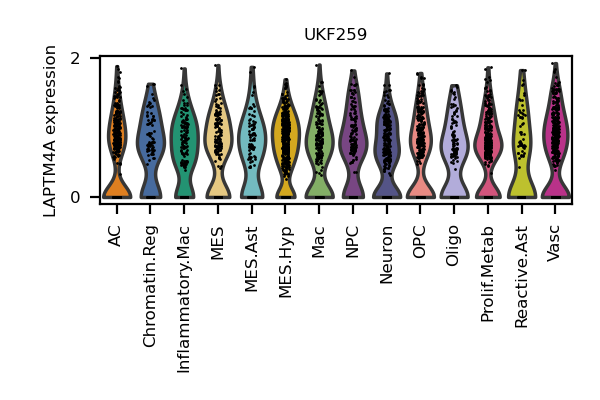 UKF259
LAPTM4A expression
2
0
AC
Chromatin.Reg
Inflammatory.Mac
MES
MES.Ast
MES.Hyp
Mac
NPC
Neuron
OPC
Oligo
Prolif.Metab
Reactive.Ast
Vasc